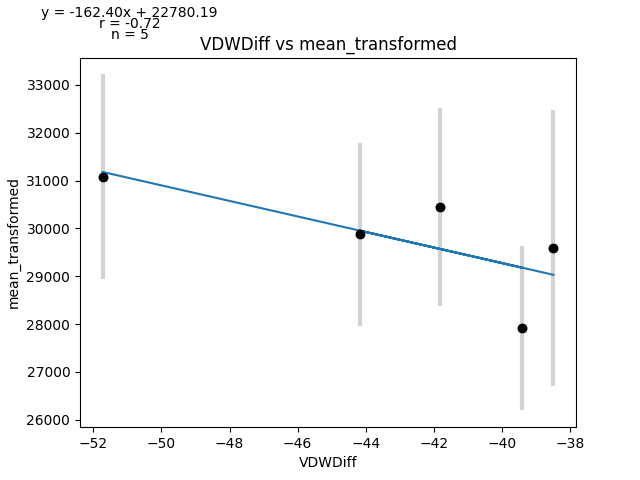 y = -162.40x + 22780.19
r = -0.72
n = 5
VDWDiff vs mean_transformed
33000
32000
31000
30000
29000
28000
27000
26000
mean_transformed
−52
−50
−48
−46
−44
−42
−40
−38
VDWDiff